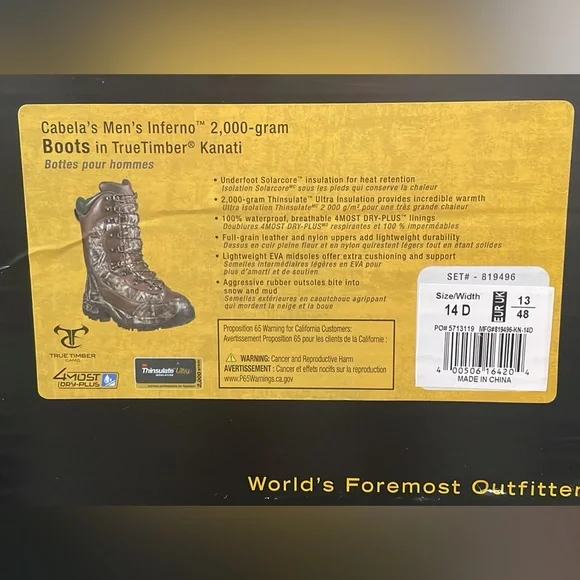 Cabela's Men's Inferno™ 2,000-gram
Boots in TrueTimber® Kanati
Bottes pour hommes
• Underfoot Solarcore™ insulation for heat retention
Isolation Solarcoreᴹᶜ sous les pieds qui conserve la chaleur
• 2,000-gram Thinsulate™ Ultra Insulation provides incredible warmth
Ultra isolation Thinsulateᴹᶜ 2 000 g/m² pour une très grande chaleur
• 100% waterproof, breathable 4MOST DRY-PLUS™ linings
Doublures 4MOST DRY-PLUSᴹᶜ respirantes et 100 % imperméables
• Full-grain leather and nylon uppers add lightweight durability
Dessus en cuir pleine fleur et en nylon quirestent légers tout en étant solides
• Lightweight EVA midsoles offer extra cushioning and support
Semelles intermédiaires légères en EVA pour
plus d'amorti et de soutien
• Aggressive rubber outsoles bite into
snow and mud
Semelles extérieures en caoutchouc agrippant
qui mordent la neige et la boue
TRUETIMBER
CAMO
4MOST
DRY-PLUS
Thinsulate Ultra
INSULATION
Proposition 65 Warning for California Customers:
Avertissement Proposition 65 pour les clients de la Californie :
WARNING: Cancer and Reproductive Harm
AVERTISSEMENT : Cancer et effets nocifs sur la reproduction
www.P65Warnings.ca.gov
SET# - 819496
Size/Width
14 D
EUR UK
13
48
PO# 5713119 MFG#819496-KN-14D
4 00506 16420 4
MADE IN CHINA
World's Foremost Outfitter